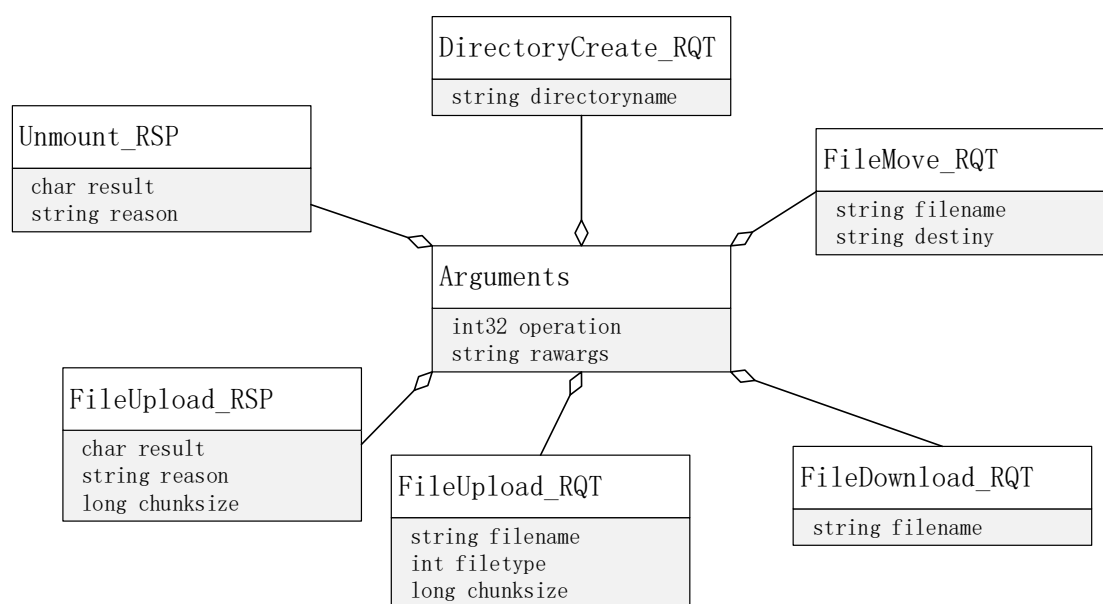 DirectoryCreate_RQT
string directoryname
Unmount_RSP
char result
string reason
FileMove_RQT
string filename
string destiny
Arguments
int32 operation
string rawargs
FileUpload_RSP
char result
string reason
long chunksize
FileUpload_RQT
string filename
int filetype
long chunksize
FileDownload_RQT
string filename